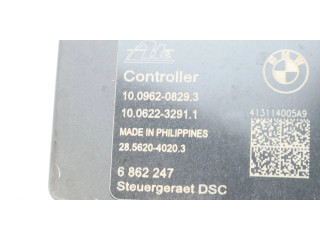 Ate
Controller
10.0962-0829.3
10.0622-3291.1
413114005A9
MADE IN PHILIPPINES
28.5620-4020.3
6 862 247
Steuergeraet DSC